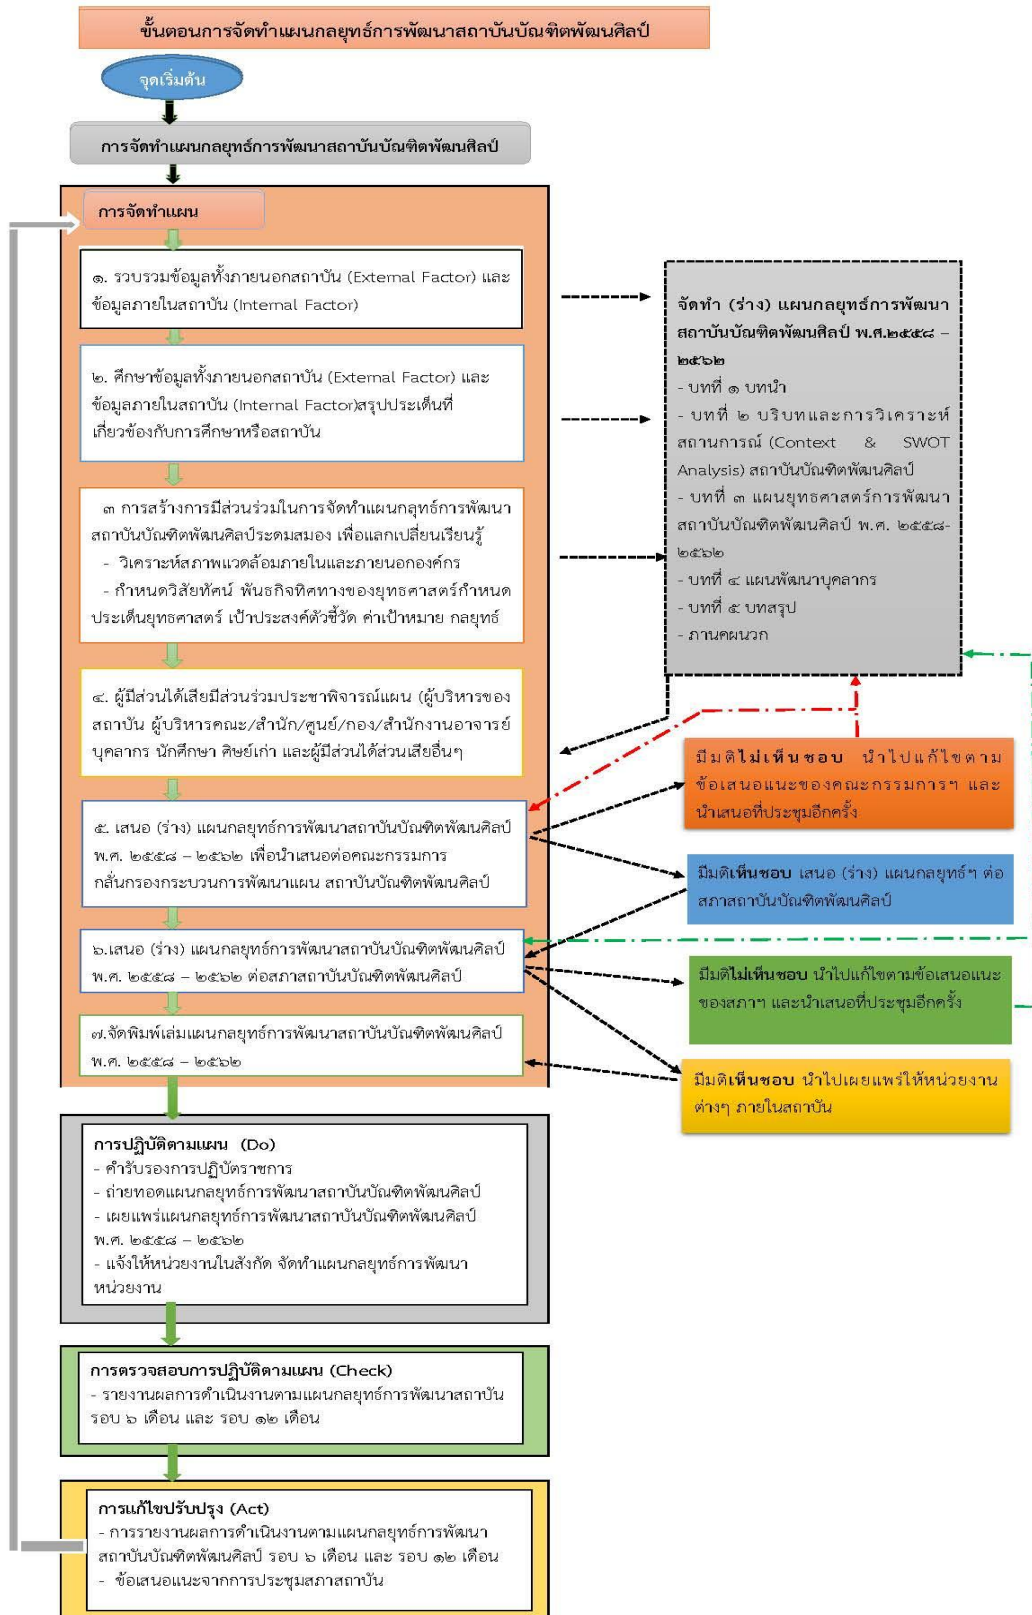 ขั้นตอนการจัดทำแผนกลยุทธ์การพัฒนาสถาบันบัณฑิตพัฒนศิลป์
จุดเริ่มต้น
การจัดทำแผนกลยุทธ์การพัฒนาสถาบันบัณฑิตพัฒนศิลป์
การจัดทำแผน
๑. รวบรวมข้อมูลทั้งภายนอกสถาบัน (External Factor) และ
ข้อมูลภายในสถาบัน (Internal Factor)
๒. ศึกษาข้อมูลทั้งภายนอกสถาบัน (External Factor) และ
ข้อมูลภายในสถาบัน (Internal Factor)สรุปประเด็นที่
เกี่ยวข้องกับการศึกษาหรือสถาบัน
๓ การสร้างการมีส่วนร่วมในการจัดทำแผนกลุทธ์การพัฒนา
สถาบันบัณฑิตพัฒนศิลป์ระดมสมอง เพื่อแลกเปลี่ยนเรียนรู้
- วิเคราะห์สภาพแวดล้อมภายในและภายนอกองค์กร
- กำหนดวิสัยทัศน์ พันธกิจทิศทางของยุทธศาสตร์กำหนด
ประเด็นยุทธศาสตร์ เป้าประสงค์ตัวชี้วัด ค่าเป้าหมาย กลยุทธ์
๔. ผู้มีส่วนได้เสียมีส่วนร่วมประชาพิจารณ์แผน (ผู้บริหารของ
สถาบัน ผู้บริหารคณะ/สำนัก/ศูนย์/กอง/สำนักงานอาจารย์
บุคลากร นักศึกษา ศิษย์เก่า และผู้มีส่วนได้ส่วนเสียอื่นๆ
๕. เสนอ (ร่าง) แผนกลยุทธ์การพัฒนาสถาบันบัณฑิตพัฒนศิลป์
พ.ศ. ๒๕๕๘ – ๒๕๖๒ เพื่อนำเสนอต่อคณะกรรมการ
กลั่นกรองกระบวนการพัฒนาแผน สถาบันบัณฑิตพัฒนศิลป์
๖.เสนอ (ร่าง) แผนกลยุทธ์การพัฒนาสถาบันบัณฑิตพัฒนศิลป์
พ.ศ. ๒๕๕๘ – ๒๕๖๒ ต่อสภาสถาบันบัณฑิตพัฒนศิลป์
๗.จัดพิมพ์เล่มแผนกลยุทธ์การพัฒนาสถาบันบัณฑิตพัฒนศิลป์
พ.ศ. ๒๕๕๘ – ๒๕๖๒
จัดทำ (ร่าง) แผนกลยุทธ์การพัฒนา
สถาบันบัณฑิตพัฒนศิลป์ พ.ศ.๒๕๕๘ –
๒๕๖๒
- บทที่ ๑ บทนำ
- บทที่ ๒ บริบทและการวิเคราะห์
สถานการณ์ (Context & SWOT
Analysis) สถาบันบัณฑิตพัฒนศิลป์
- บทที่ ๓ แผนยุทธศาสตร์การพัฒนา
สถาบันบัณฑิตพัฒนศิลป์ พ.ศ. ๒๕๕๘-
๒๕๖๒
- บทที่ ๔ แผนพัฒนาบุคลากร
- บทที่ ๕ บทสรุป
- ภานคผนวก
มีมติไม่เห็นชอบ นำไปแก้ไขตาม
ข้อเสนอแนะของคณะกรรมการฯ และ
นำเสนอที่ประชุมอีกครั้ง
มีมติเห็นชอบ เสนอ (ร่าง) แผนกลยุทธ์ฯ ต่อ
สภาสถาบันบัณฑิตพัฒนศิลป์
มีมติไม่เห็นชอบ นำไปแก้ไขตามข้อเสนอแนะ
ของสภาฯ และนำเสนอที่ประชุมอีกครั้ง
มีมติเห็นชอบ นำไปเผยแพร่ให้หน่วยงาน
ต่างๆ ภายในสถาบัน
การปฏิบัติตามแผน (Do)
- คำรับรองการปฏิบัตราชการ
- ถ่ายทอดแผนกลยุทธ์การพัฒนาสถาบันบัณฑิตพัฒนศิลป์
- เผยแพร่แผนกลยุทธ์การพัฒนาสถาบันบัณฑิตพัฒนศิลป์
พ.ศ. ๒๕๕๘ – ๒๕๖๒
- แจ้งให้หน่วยงานในสังกัด จัดทำแผนกลยุทธ์การพัฒนา
หน่วยงาน
การตรวจสอบการปฏิบัติตามแผน (Check)
- รายงานผลการดำเนินงานตามแผนกลยุทธ์การพัฒนาสถาบัน
รอบ ๖ เดือน และ รอบ ๑๒ เดือน
การแก้ไขปรับปรุง (Act)
- การรายงานผลการดำเนินงานตามแผนกลยุทธ์การพัฒนา
สถาบันบัณฑิตพัฒนศิลป์ รอบ ๖ เดือน และ รอบ ๑๒ เดือน
- ข้อเสนอแนะจากการประชุมสภาสถาบัน